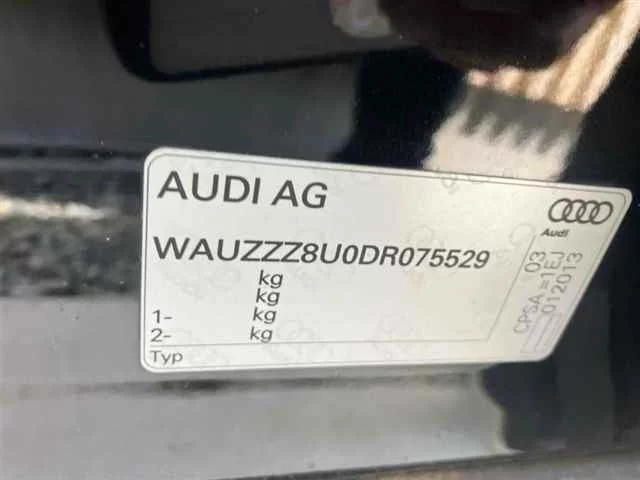 AUDI AG
Audi
WAUZZZ8U0DR075529
kg
kg
1- kg
2- kg
Typ
CPSA 03
=1EJ
012013